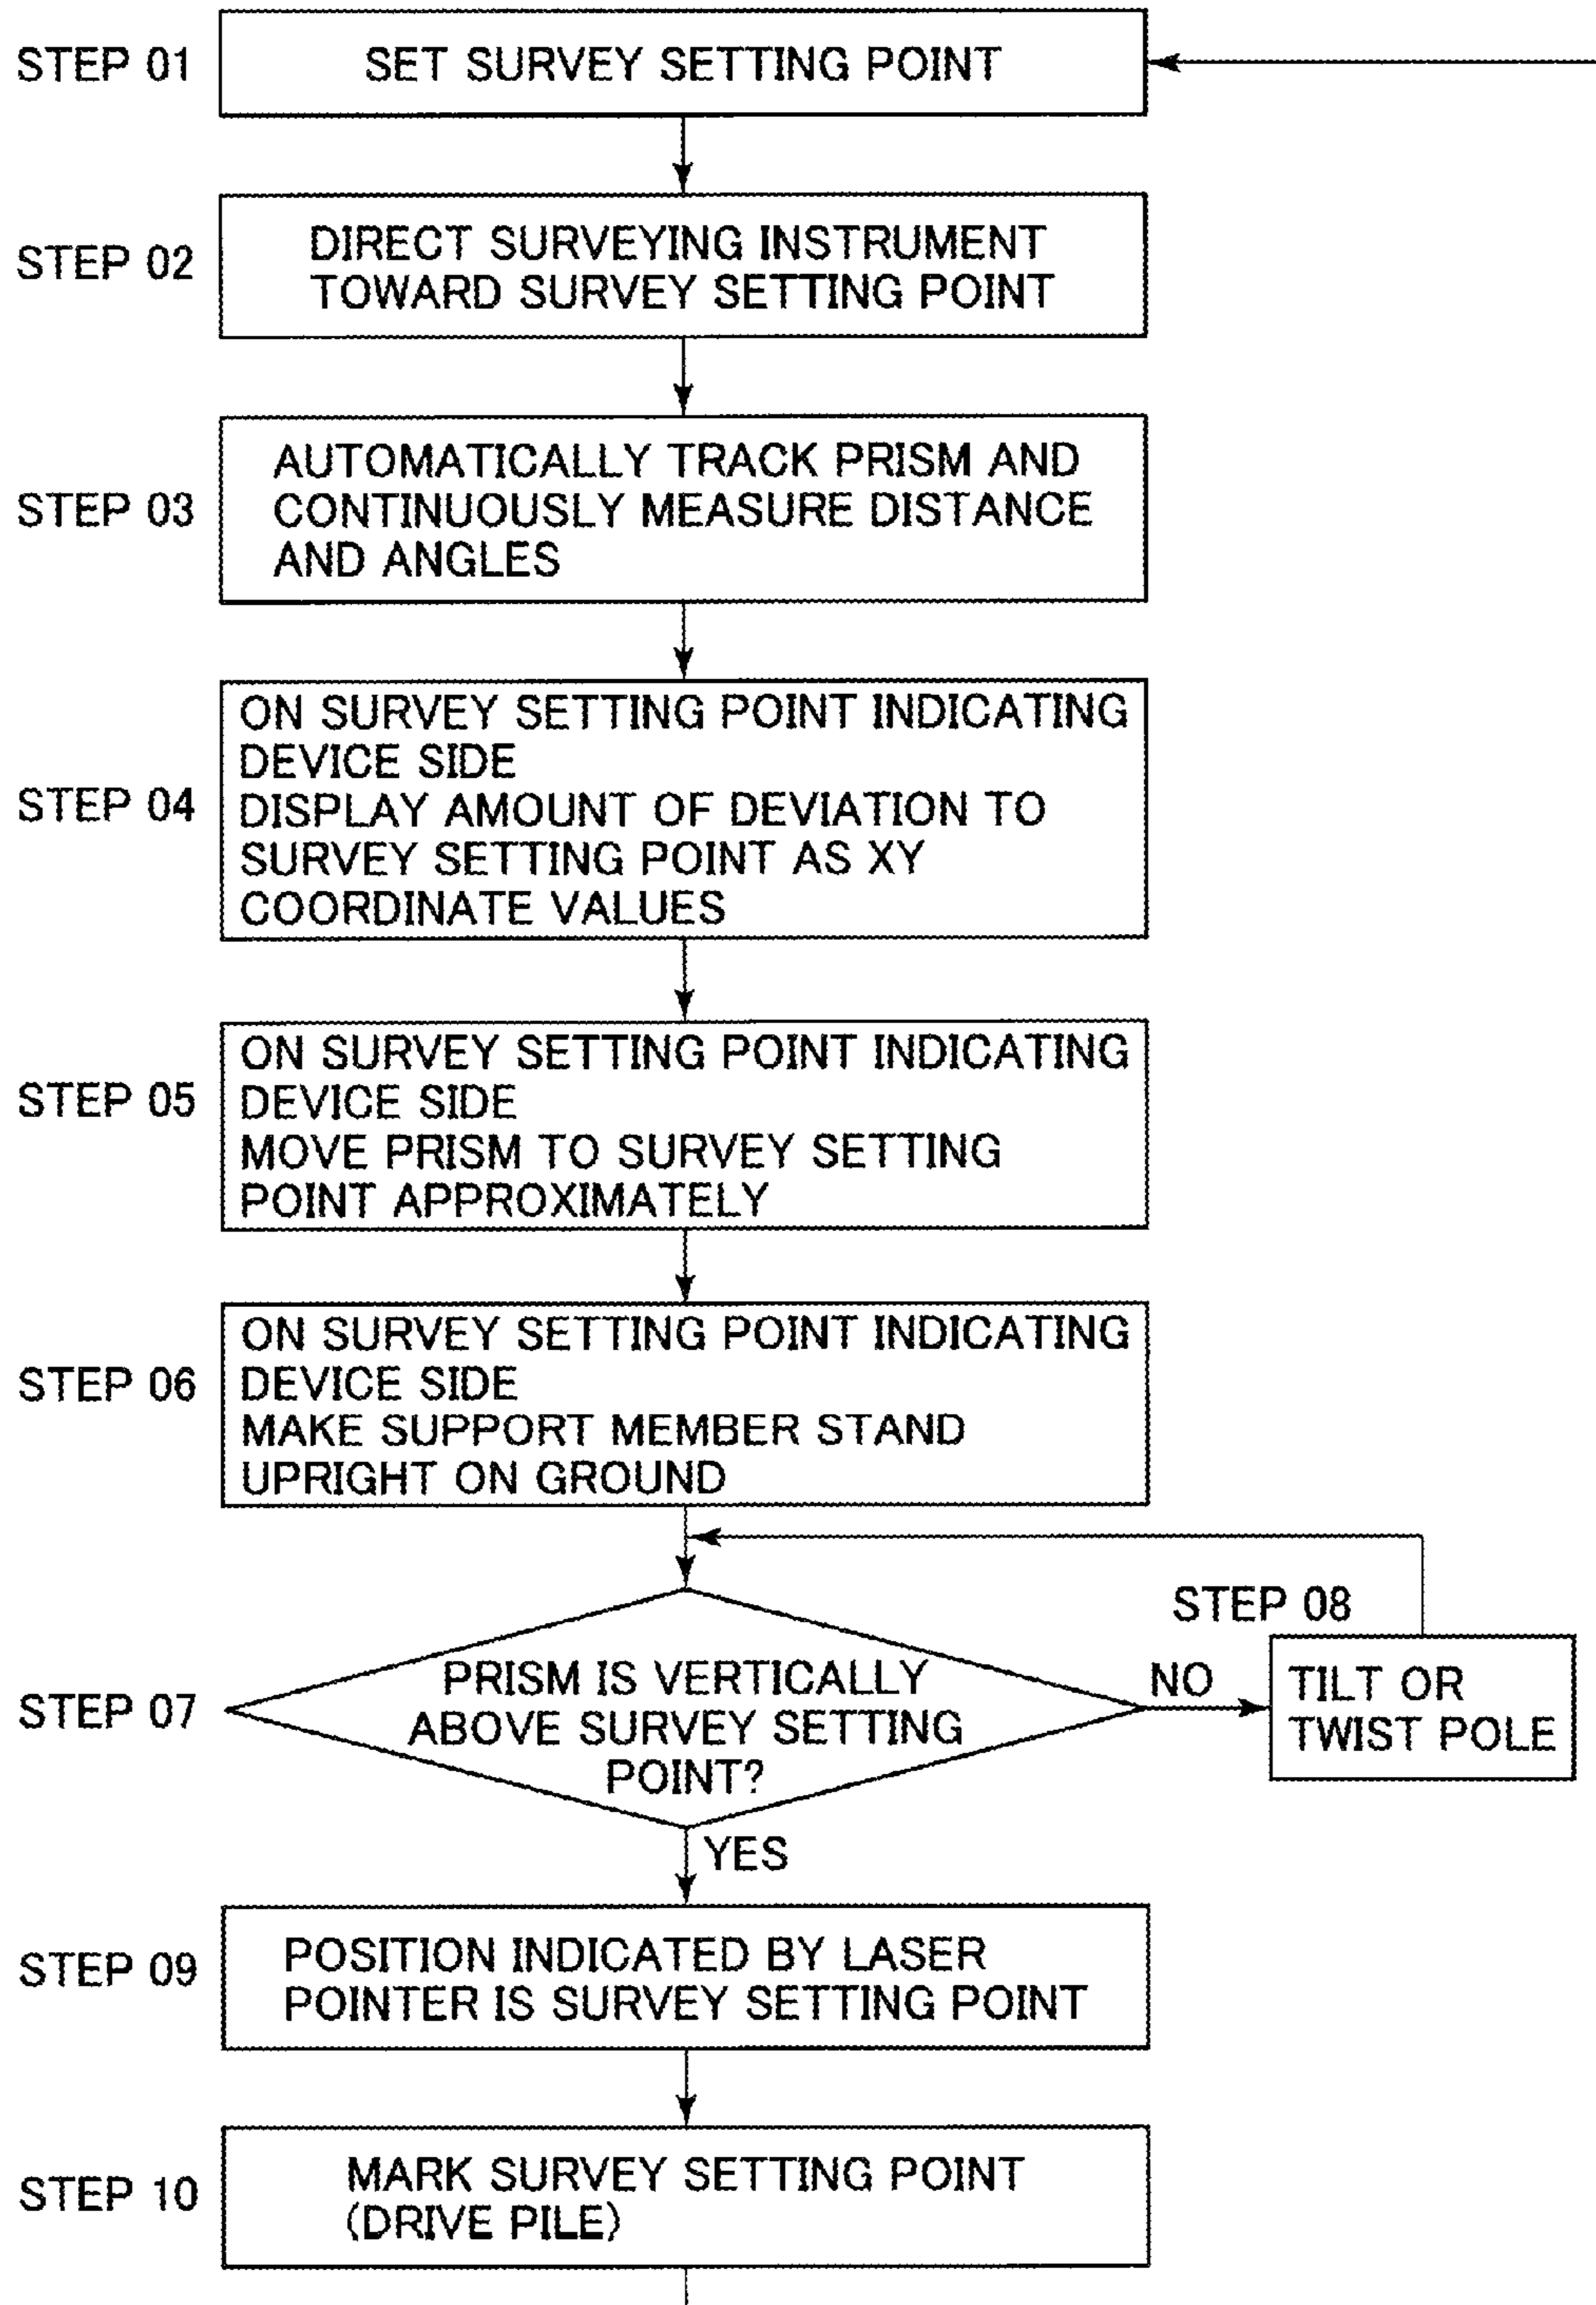 STEP 01
SET SURVEY SETTING POINT
STEP 02
DIRECT SURVEYING INSTRUMENT
TOWARD SURVEY SETTING POINT
STEP 03
AUTOMATICALLY TRACK PRISM AND
CONTINUOUSLY MEASURE DISTANCE
AND ANGLES
STEP 04
ON SURVEY SETTING POINT INDICATING
DEVICE SIDE
DISPLAY AMOUNT OF DEVIATION TO
SURVEY SETTING POINT AS XY
COORDINATE VALUES
STEP 05
ON SURVEY SETTING POINT INDICATING
DEVICE SIDE
MOVE PRISM TO SURVEY SETTING
POINT APPROXIMATELY
STEP 06
ON SURVEY SETTING POINT INDICATING
DEVICE SIDE
MAKE SUPPORT MEMBER STAND
UPRIGHT ON GROUND
STEP 07
PRISM IS VERTICALLY
ABOVE SURVEY SETTING
POINT?
NO
STEP 08
TILT OR
TWIST POLE
YES
STEP 09
POSITION INDICATED BY LASER
POINTER IS SURVEY SETTING POINT
STEP 10
MARK SURVEY SETTING POINT
(DRIVE PILE)